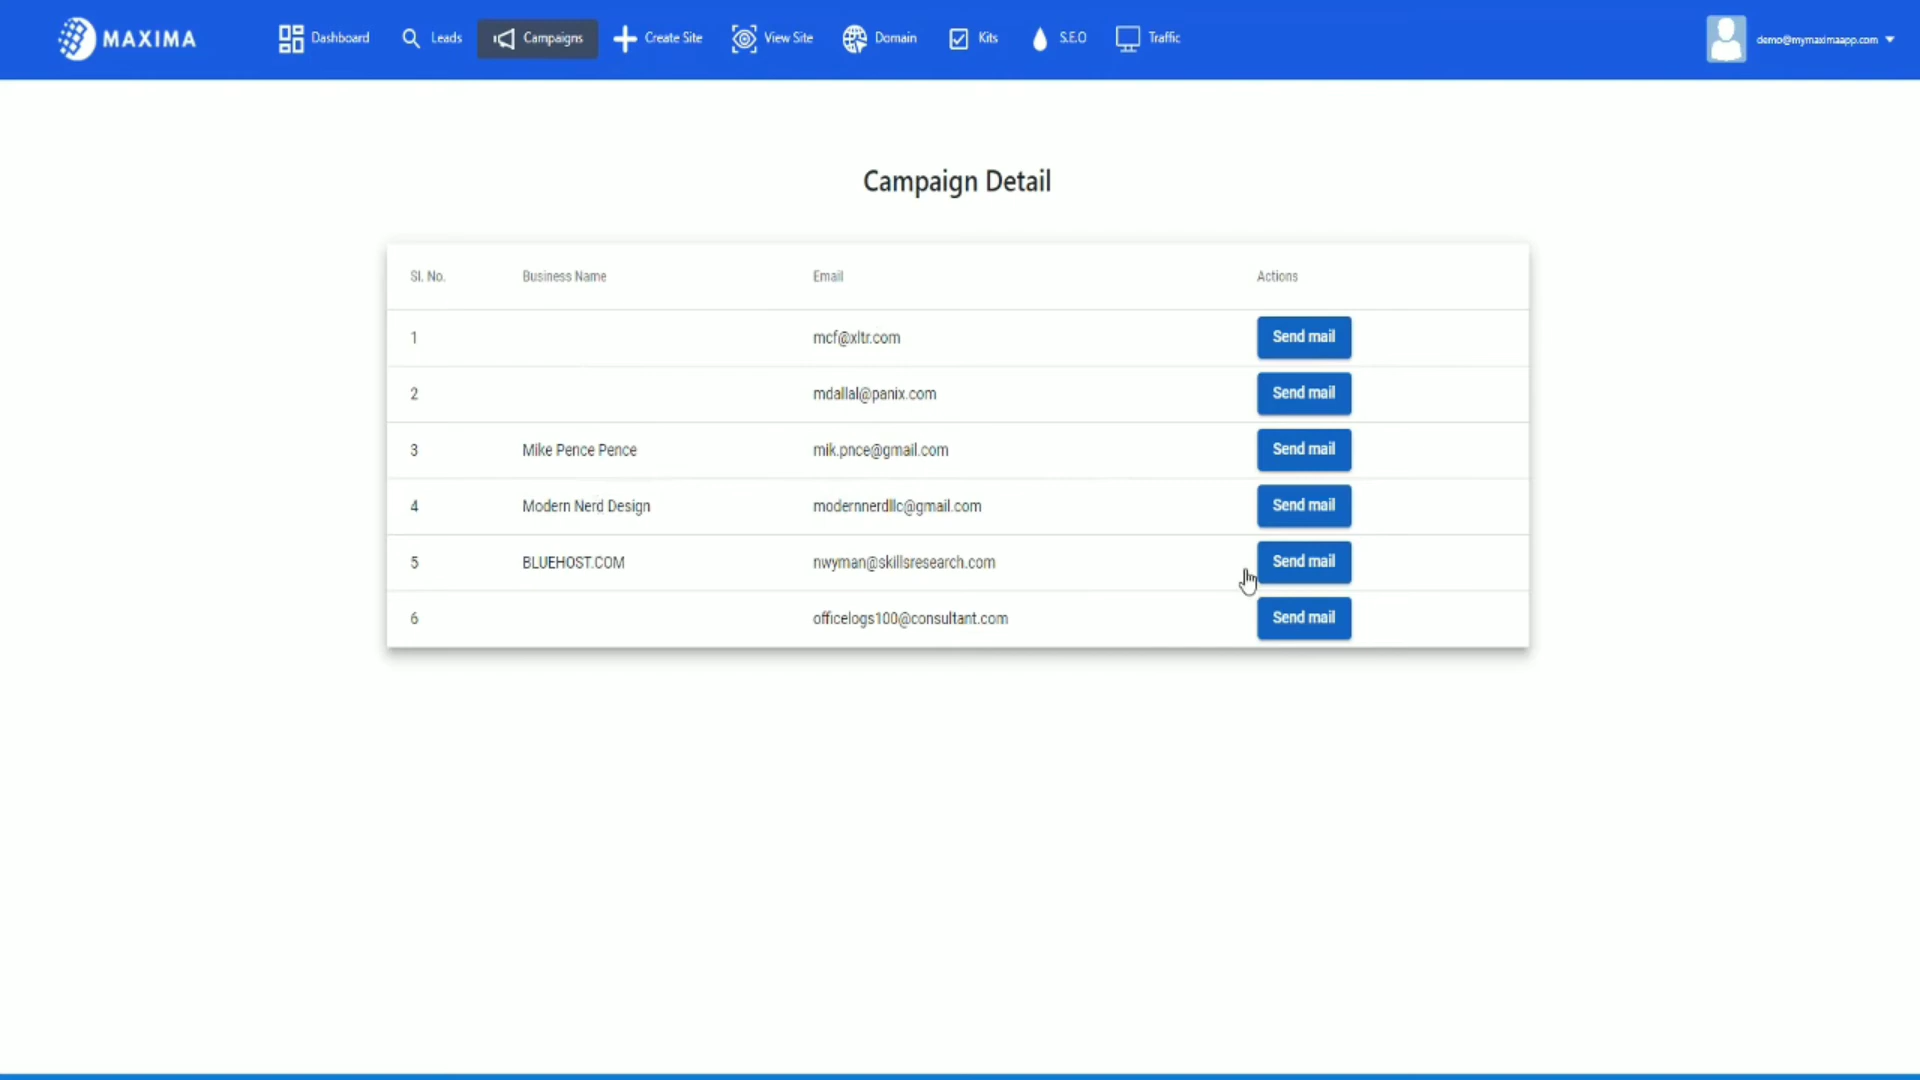 MAXIMA Dashboard Leads Campaigns Create Site View Site Domain Kits S.E.O Traffic demo@mymaximaapp.com
Campaign Detail
Sl. No. Business Name Email Actions
1 mcf@xltr.com Send mail
2 mdallal@panix.com Send mail
3 Mike Pence Pence mik.pnce@gmail.com Send mail
4 Modern Nerd Design modernnerdllc@gmail.com Send mail
5 BLUEHOST.COM nwyman@skillsresearch.com Send mail
6 officelogs100@consultant.com Send mail